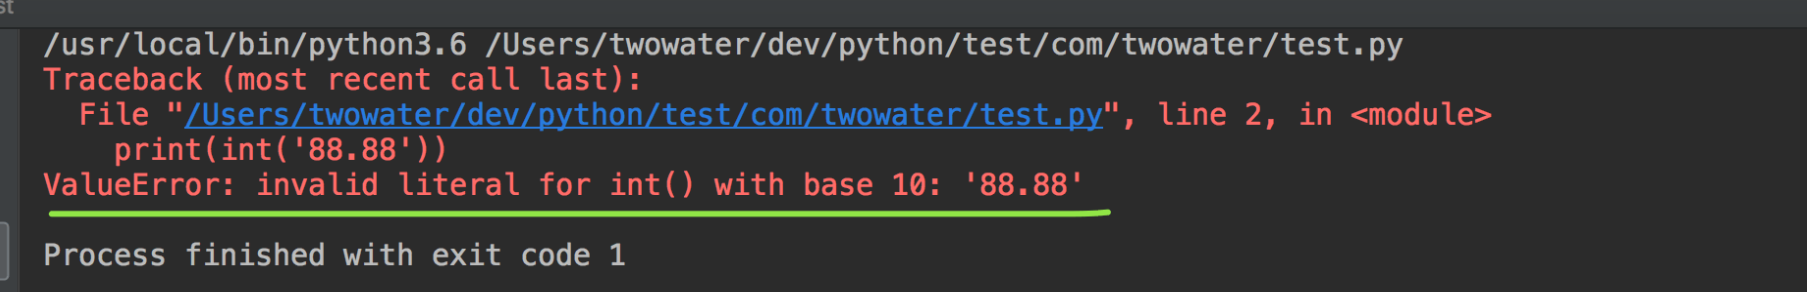 st
/usr/local/bin/python3.6 /Users/twowater/dev/python/test/com/twowater/test.py
Traceback (most recent call last):
  File "/Users/twowater/dev/python/test/com/twowater/test.py", line 2, in <module>
    print(int('88.88'))
ValueError: invalid literal for int() with base 10: '88.88'
Process finished with exit code 1